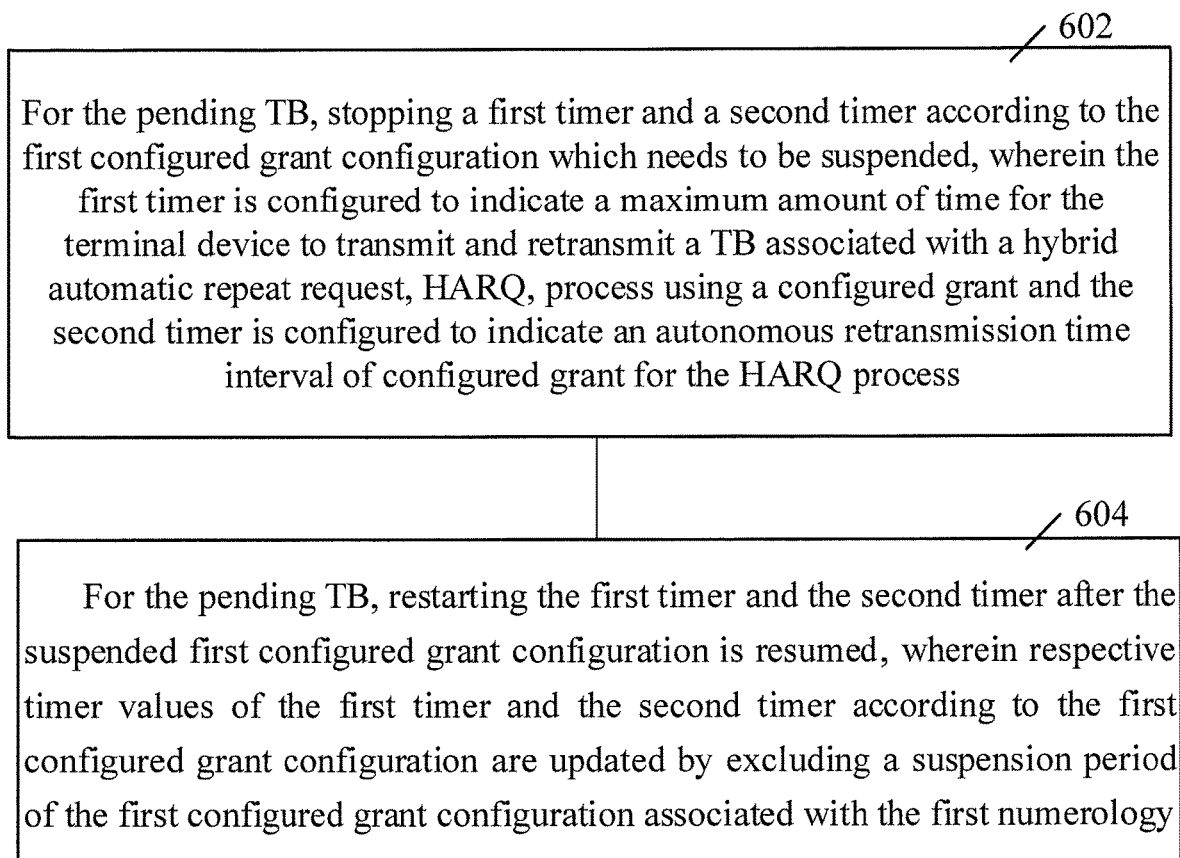 602
For the pending TB, stopping a first timer and a second timer according to the
first configured grant configuration which needs to be suspended, wherein the
first timer is configured to indicate a maximum amount of time for the
terminal device to transmit and retransmit a TB associated with a hybrid
automatic repeat request, HARQ, process using a configured grant and the
second timer is configured to indicate an autonomous retransmission time
interval of configured grant for the HARQ process
604
For the pending TB, restarting the first timer and the second timer after the
suspended first configured grant configuration is resumed, wherein respective
timer values of the first timer and the second timer according to the first
configured grant configuration are updated by excluding a suspension period
of the first configured grant configuration associated with the first numerology